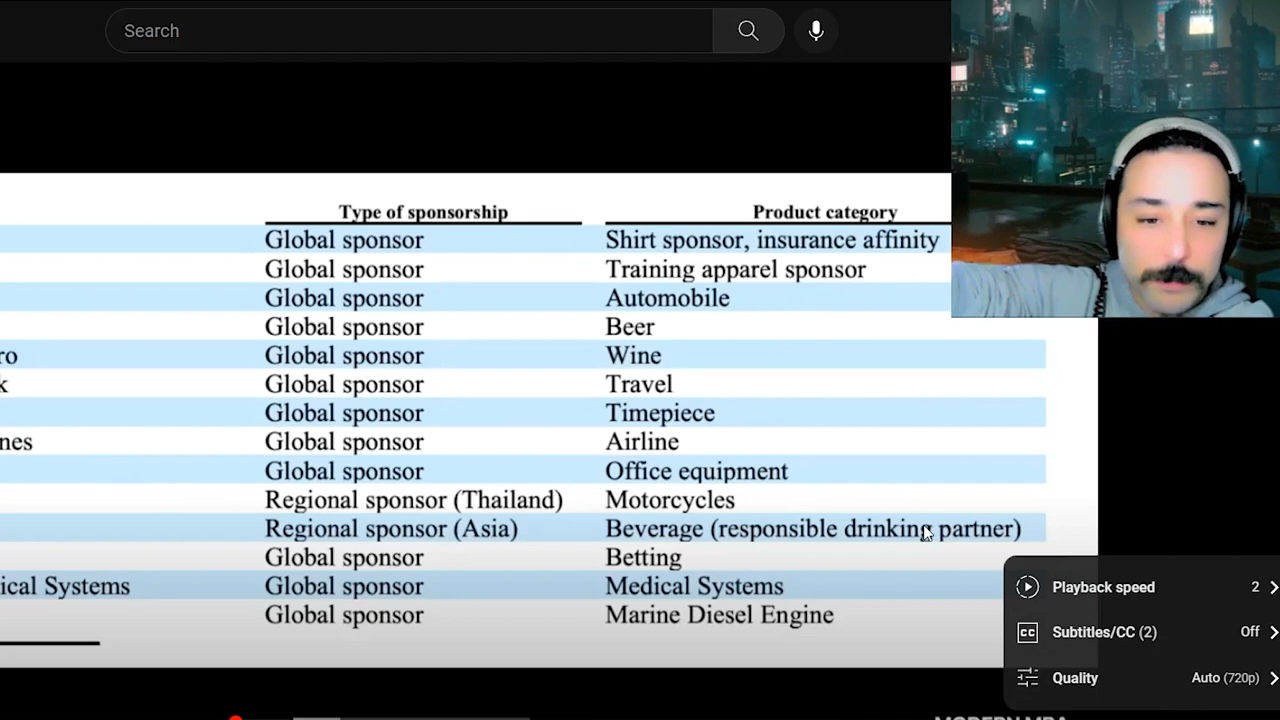 Search
Type of sponsorship Product category
Global sponsor Shirt sponsor, insurance affinity
Global sponsor Training apparel sponsor
Global sponsor Automobile
Global sponsor Beer
ro Global sponsor Wine
k Global sponsor Travel
Global sponsor Timepiece
nes Global sponsor Airline
Global sponsor Office equipment
Regional sponsor (Thailand) Motorcycles
Regional sponsor (Asia) Beverage (responsible drinking partner)
Global sponsor Betting
ical Systems Global sponsor Medical Systems
Global sponsor Marine Diesel Engine
Playback speed 2
CC Subtitles/CC (2) Off
Quality Auto (720p)
MODERN MBA